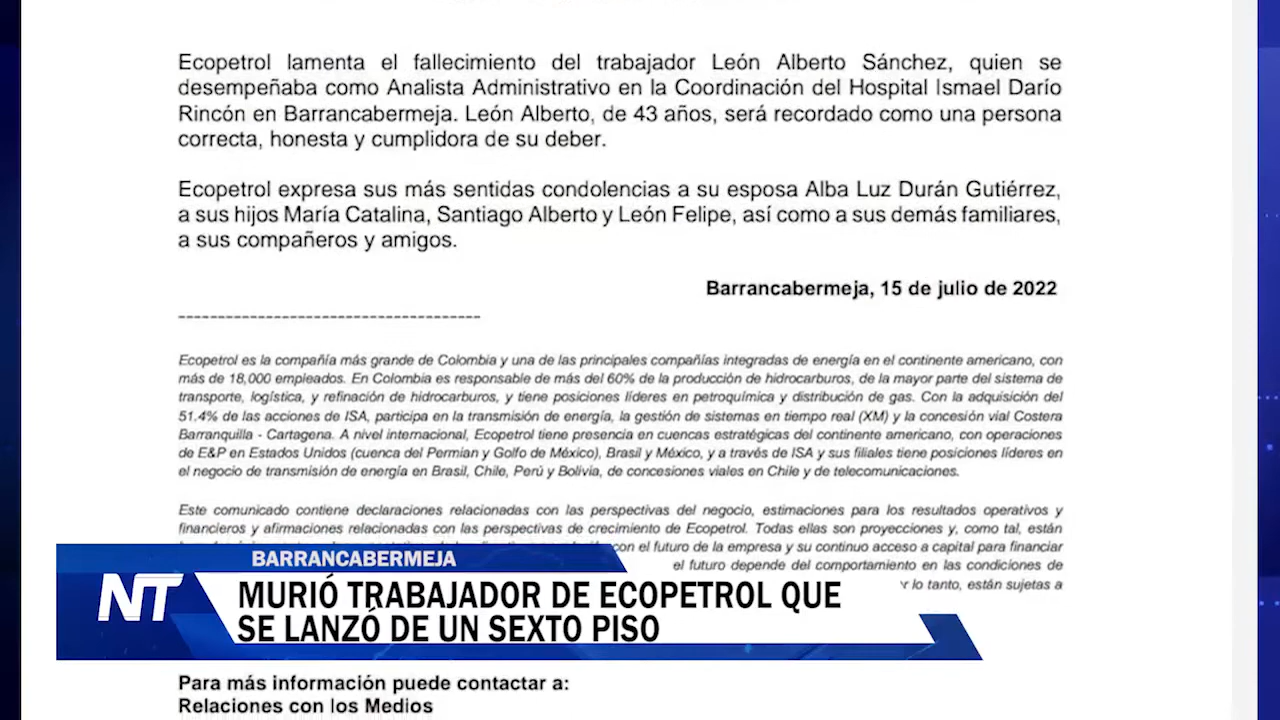 Ecopetrol lamenta el fallecimiento del trabajador León Alberto Sánchez, quien se
desempeñaba como Analista Administrativo en la Coordinación del Hospital Ismael Darío
Rincón en Barrancabermeja. León Alberto, de 43 años, será recordado como una persona
correcta, honesta y cumplidora de su deber.
Ecopetrol expresa sus más sentidas condolencias a su esposa Alba Luz Durán Gutiérrez,
a sus hijos María Catalina, Santiago Alberto y León Felipe, así como a sus demás familiares,
a sus compañeros y amigos.
Barrancabermeja, 15 de julio de 2022
--------------------------------------
Ecopetrol es la compañía más grande de Colombia y una de las principales compañías integradas de energía en el continente americano, con
más de 18,000 empleados. En Colombia es responsable de más del 60% de la producción de hidrocarburos, de la mayor parte del sistema de
transporte, logística, y refinación de hidrocarburos, y tiene posiciones líderes en petroquímica y distribución de gas. Con la adquisición del
51.4% de las acciones de ISA, participa en la transmisión de energía, la gestión de sistemas en tiempo real (XM) y la concesión vial Costera
Barranquilla - Cartagena. A nivel internacional, Ecopetrol tiene presencia en cuencas estratégicas del continente americano, con operaciones
de E&P en Estados Unidos (cuenca del Permian y Golfo de México), Brasil y México, y a través de ISA y sus filiales tiene posiciones líderes en
el negocio de transmisión de energía en Brasil, Chile, Perú y Bolivia, de concesiones viales en Chile y de telecomunicaciones.
Este comunicado contiene declaraciones relacionadas con las perspectivas del negocio, estimaciones para los resultados operativos y
financieros y afirmaciones relacionadas con las perspectivas de crecimiento de Ecopetrol. Todas ellas son proyecciones y, como tal, están
con el futuro de la empresa y su continuo acceso a capital para financiar
el futuro depende del comportamiento en las condiciones de
lo tanto, están sujetas a
BARRANCABERMEJA
NT
MURIÓ TRABAJADOR DE ECOPETROL QUE
SE LANZÓ DE UN SEXTO PISO
Para más información puede contactar a:
Relaciones con los Medios